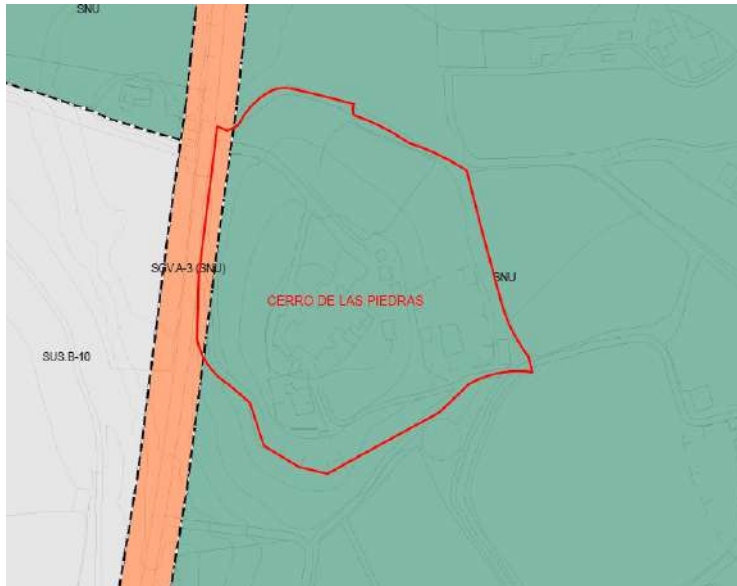 SNU
SGV.A-3 (SNU)
SNU
CERRO DE LAS PIEDRAS
SUS.B-10